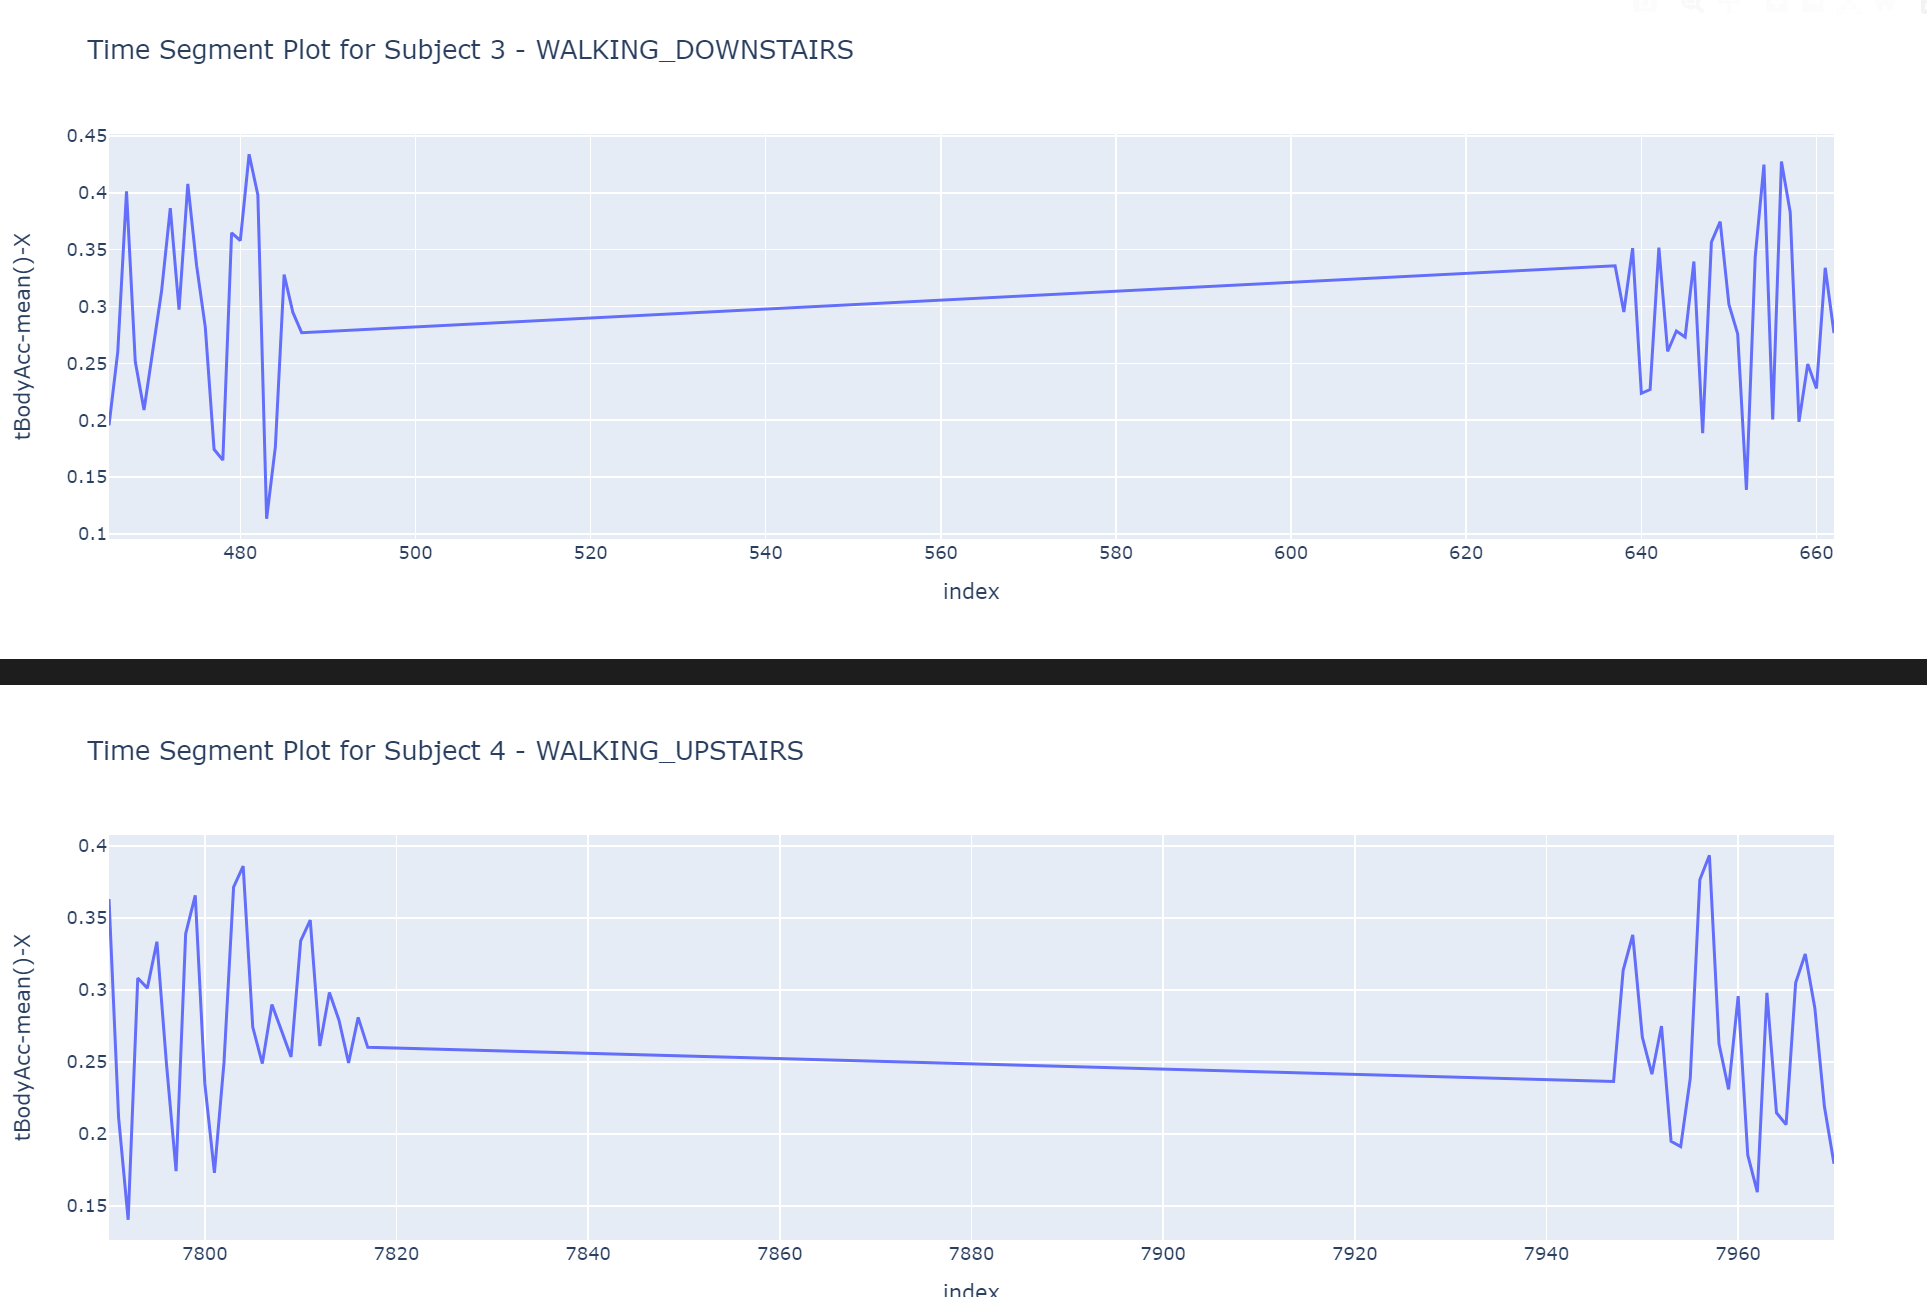 Time Segment Plot for Subject 3 - WALKING_DOWNSTAIRS
tBodyAcc-mean()-X
0.45
0.4
0.35
0.3
0.25
0.2
0.15
0.1
480 500 520 540 560 580 600 620 640 660
index
Time Segment Plot for Subject 4 - WALKING_UPSTAIRS
tBodyAcc-mean()-X
0.4
0.35
0.3
0.25
0.2
0.15
7800 7820 7840 7860 7880 7900 7920 7940 7960
index